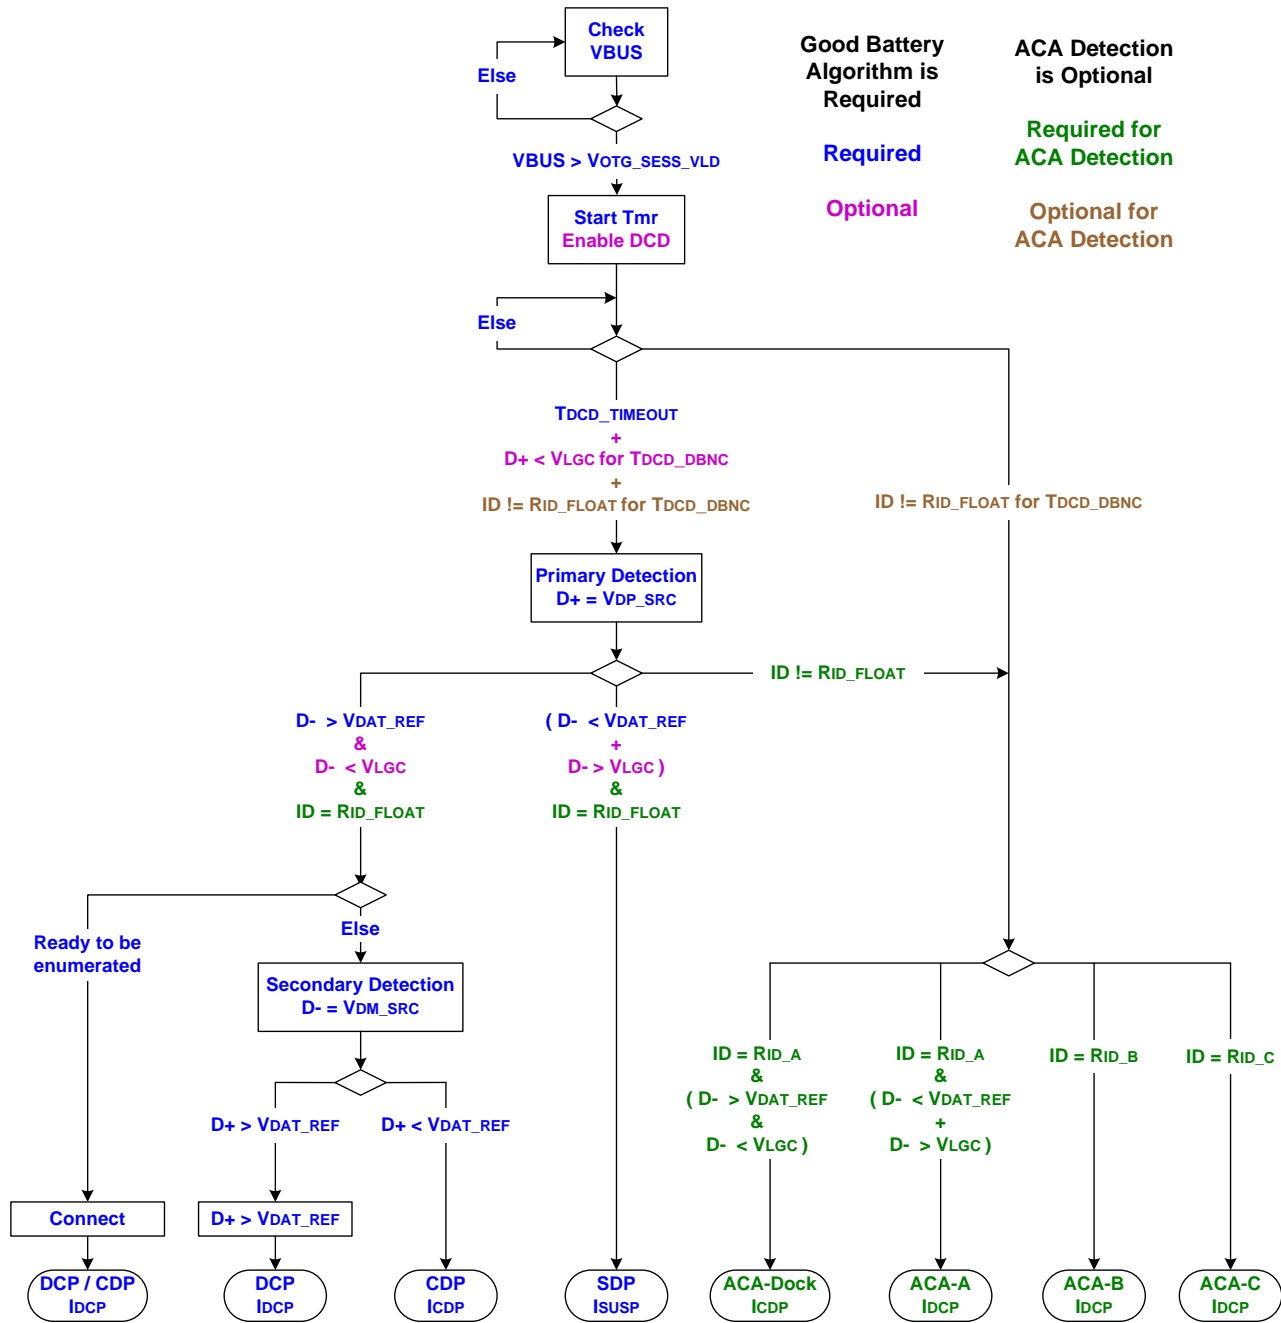 Check
VBUS
Else
VBUS > VOTG_SESS_VLD
Good Battery
Algorithm is
Required
Required
Optional
ACA Detection
is Optional
Required for
ACA Detection
Optional for
ACA Detection
Start Tmr
Enable DCD
Else
TDCD_TIMEOUT
+
D+ < VLGC for TDCD_DBNC
+
ID != RID_FLOAT for TDCD_DBNC
ID != RID_FLOAT for TDCD_DBNC
Primary Detection
D+ = VDP_SRC
ID != RID_FLOAT
D- > VDAT_REF
&
D- < VLGC
&
ID = RID_FLOAT
( D- < VDAT_REF
+
D- > VLGC )
&
ID = RID_FLOAT
Ready to be
enumerated
Else
Secondary Detection
D- = VDM_SRC
D+ > VDAT_REF
D+ < VDAT_REF
ID = RID_A
&
( D- > VDAT_REF
&
D- < VLGC )
ID = RID_A
&
( D- < VDAT_REF
+
D- > VLGC )
ID = RID_B
ID = RID_C
Connect
D+ > VDAT_REF
DCP / CDP
IDCP
DCP
IDCP
CDP
ICDP
SDP
ISUSP
ACA-Dock
ICDP
ACA-A
IDCP
ACA-B
IDCP
ACA-C
IDCP